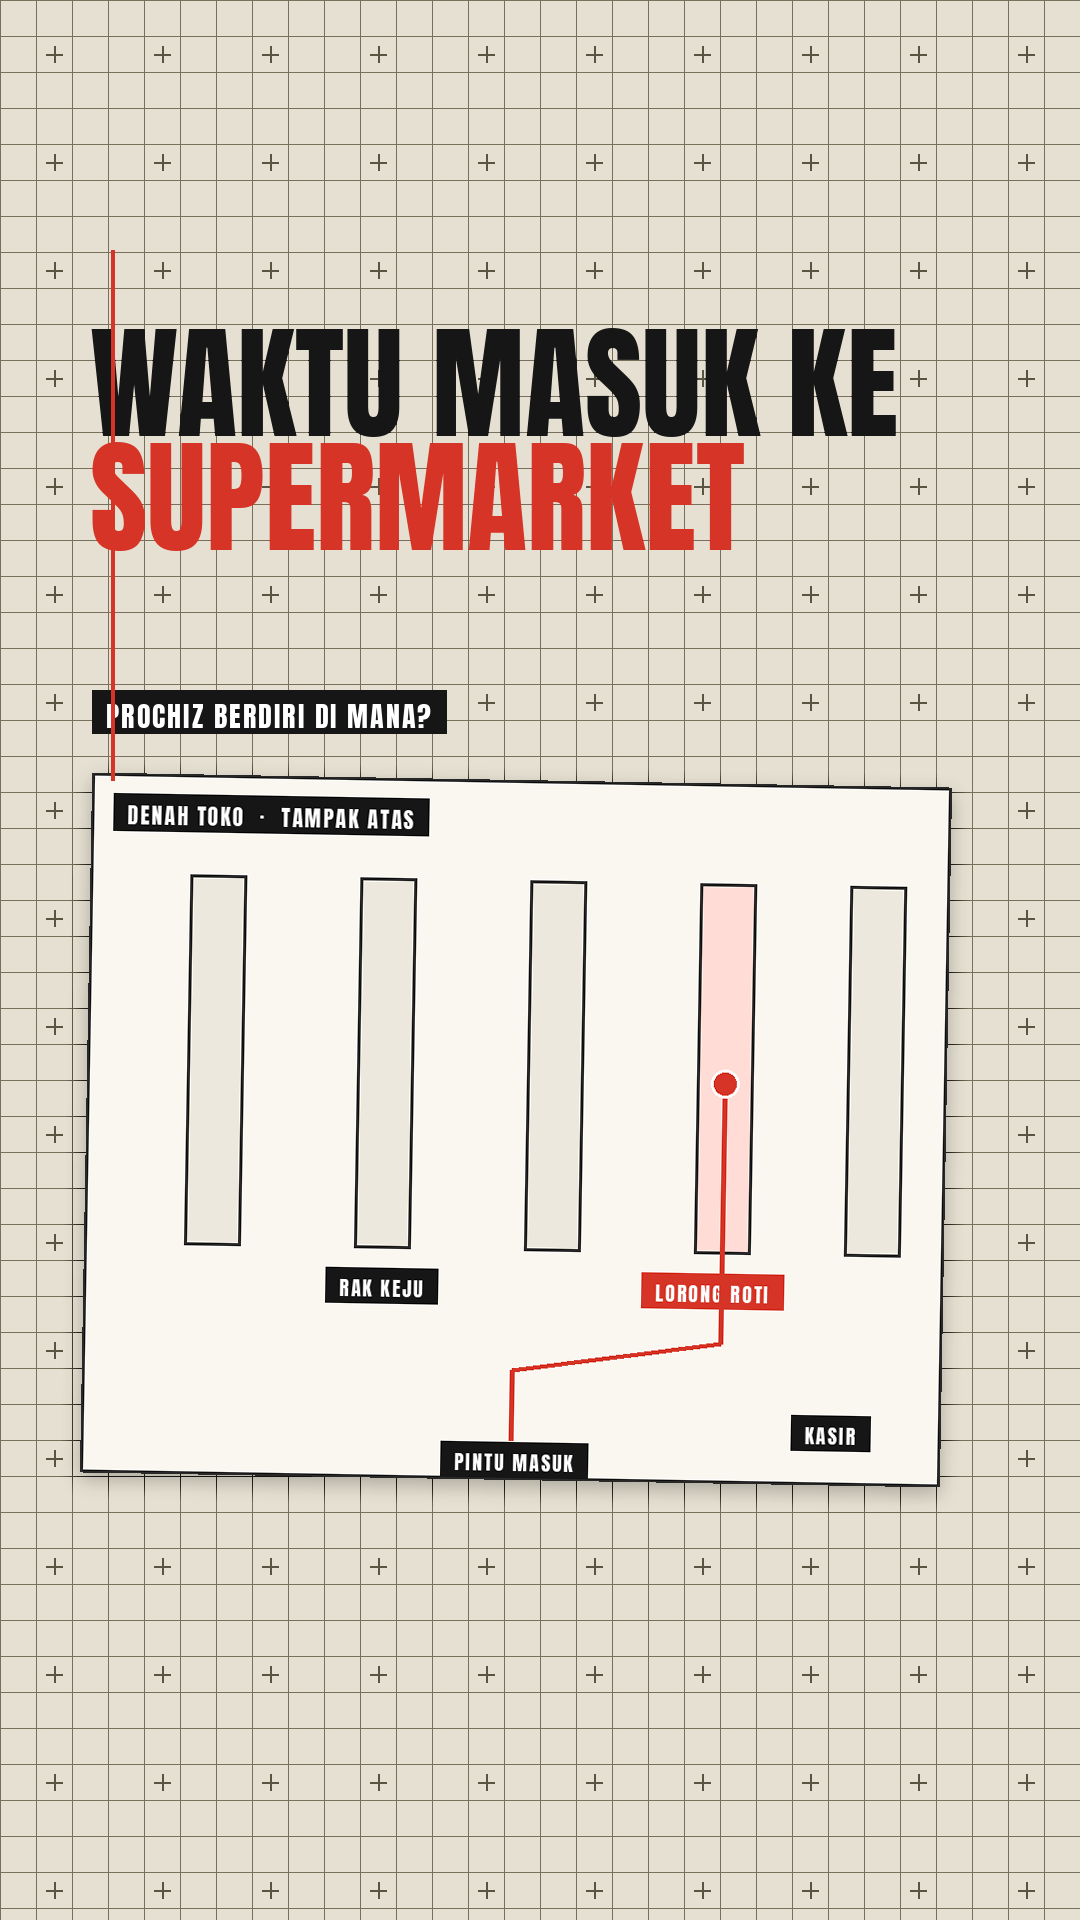 WAKTU MASUK KE
SUPERMARKET
PROCHIZ BERDIRI DI MANA?
DENAH TOKO · TAMPAK ATAS
RAK KEJU
LORONG ROTI
KASIR
PINTU MASUK